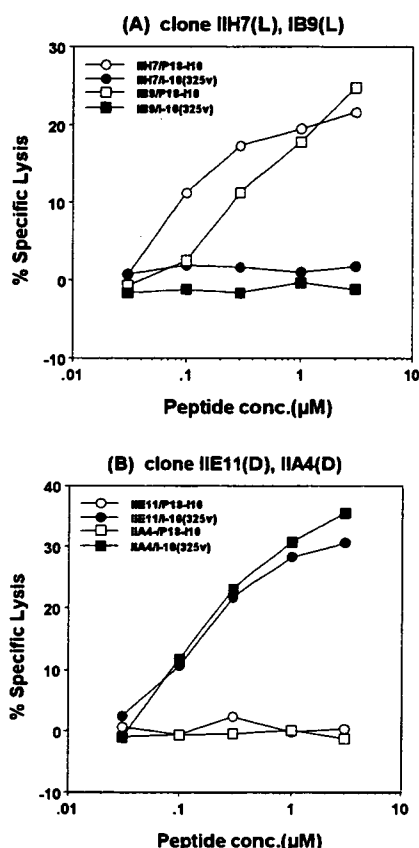 (A) clone IIH7(L), IB9(L)
30
20
10
0
-10
% Specific Lysis
IIH7/P18-I10
IIH7/I-10(325v)
IB9/P18-I10
IB9/I-10(325v)
.01
.1
1
10
Peptide conc.(µM)
(B) clone IIE11(D), IIA4(D)
40
30
20
10
0
-10
% Specific Lysis
IIE11/P18-I10
IIE11/I-10(325v)
IIA4-/P18-I10
IIA4/I-10(325v)
.01
.1
1
10
Peptide conc.(µM)